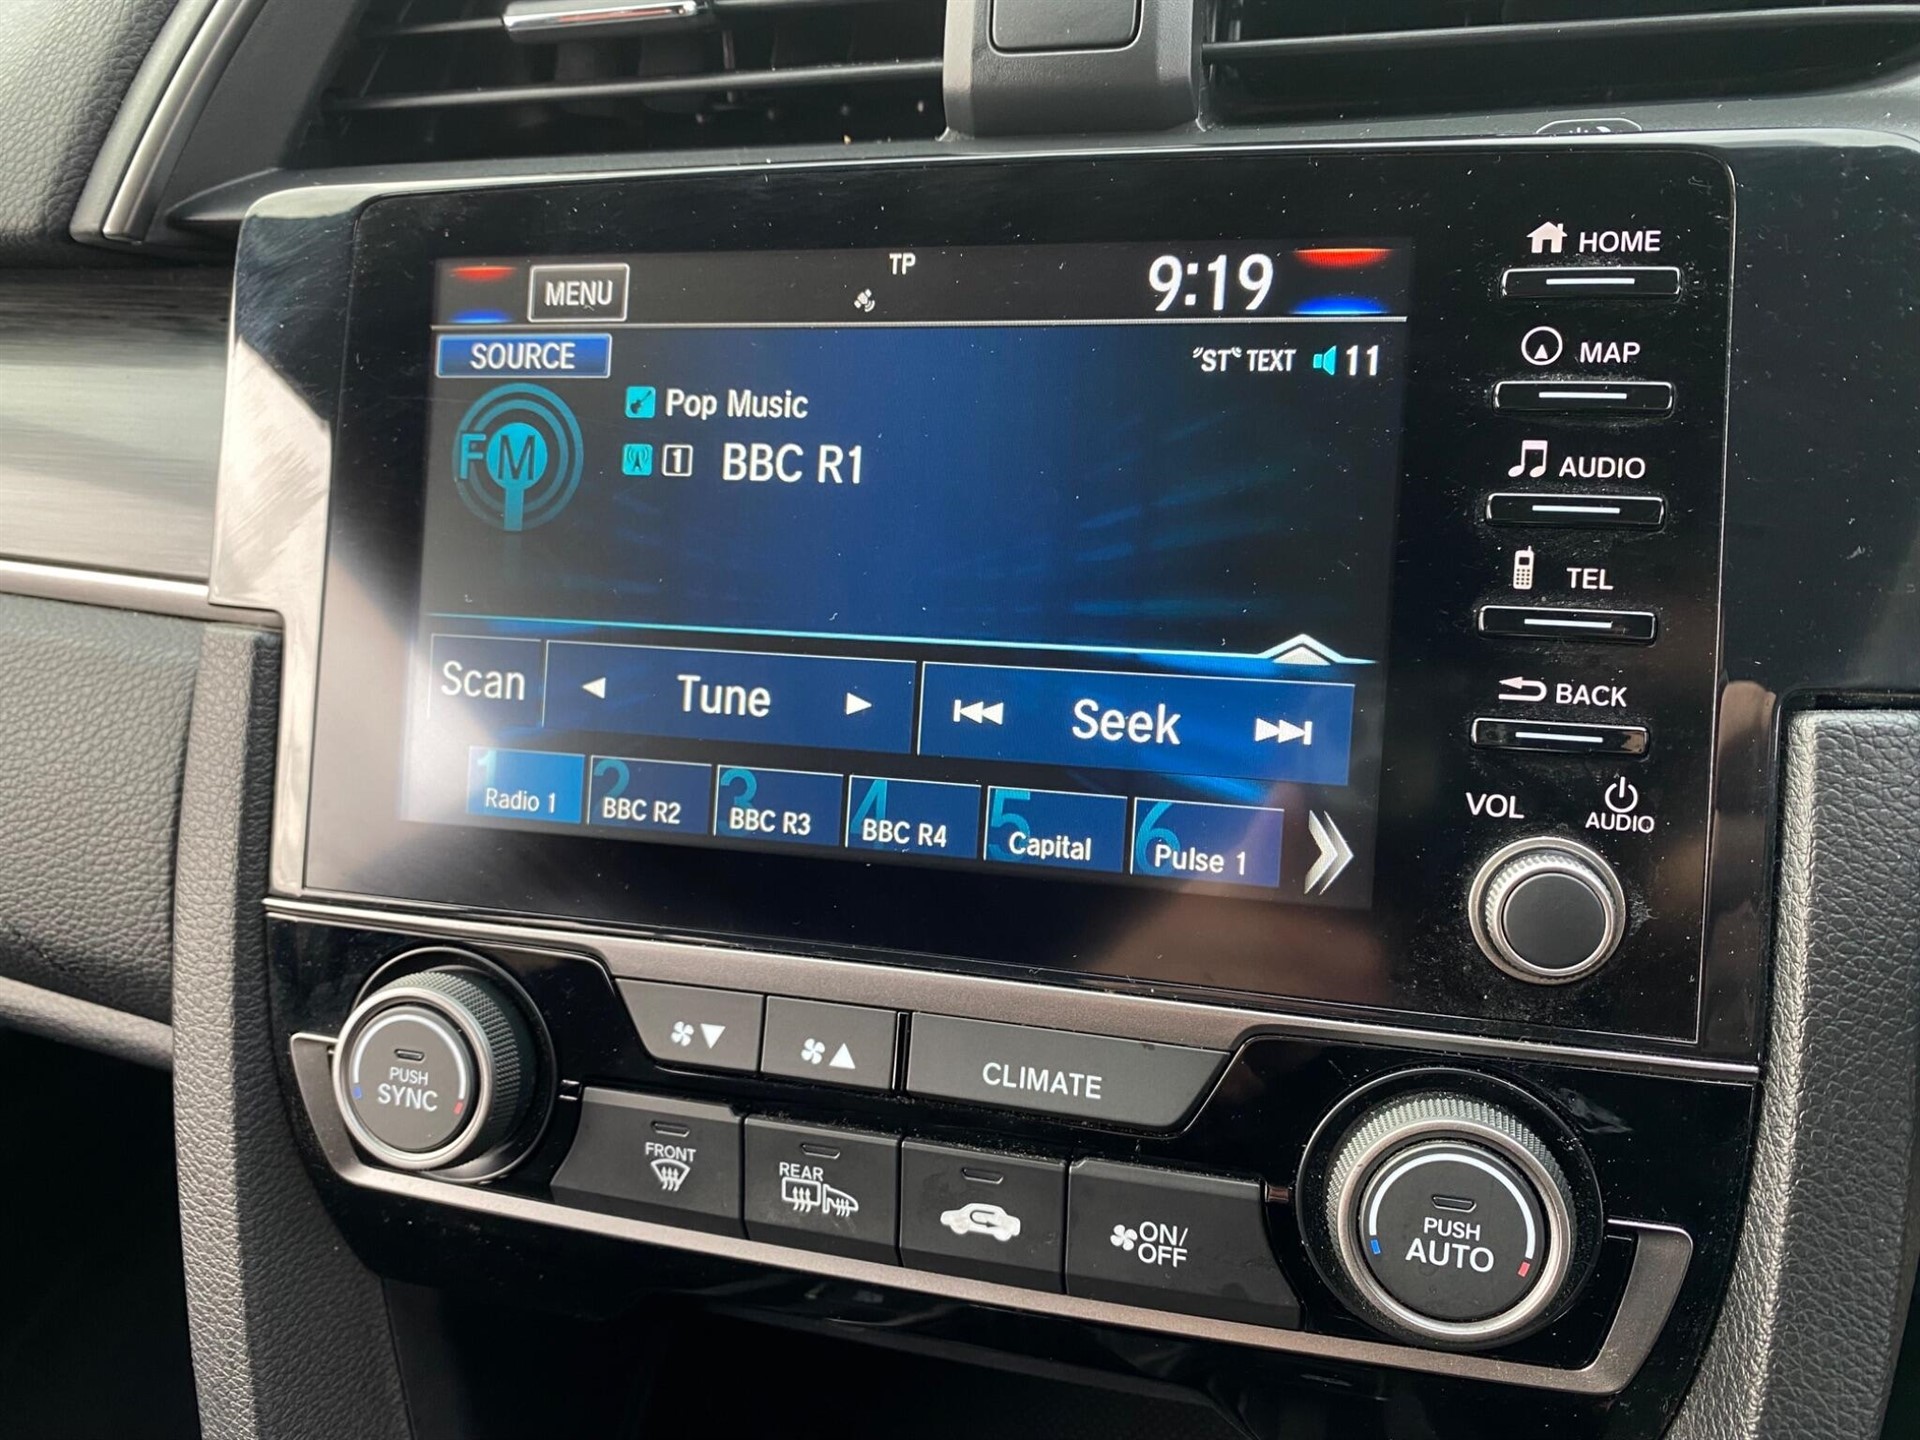 TP
MENU
9:19
SOURCE
"ST" TEXT 11
Pop Music
FM
1 BBC R1
Scan
Tune
Seek
1 Radio 1
2 BBC R2
3 BBC R3
4 BBC R4
5 Capital
6 Pulse 1
HOME
MAP
AUDIO
TEL
BACK
VOL
AUDIO
PUSH
SYNC
CLIMATE
FRONT
REAR
ON/
OFF
PUSH
AUTO